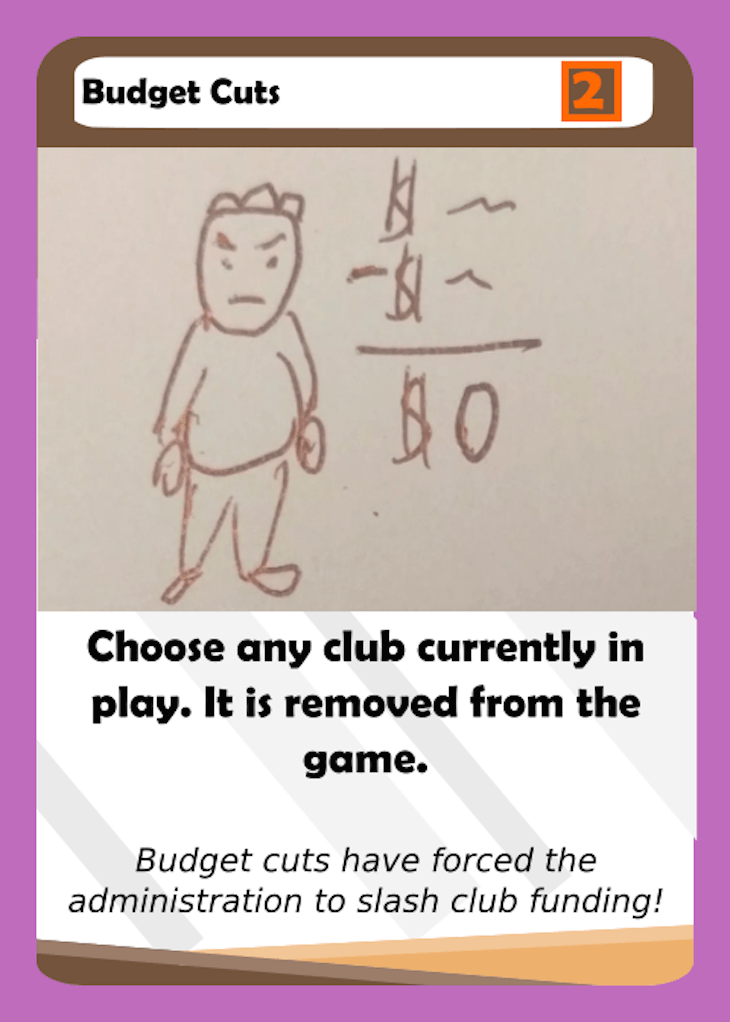 Budget Cuts 2
$ ~
-$ ~
$0
Choose any club currently in
play. It is removed from the
game.
Budget cuts have forced the
administration to slash club funding!